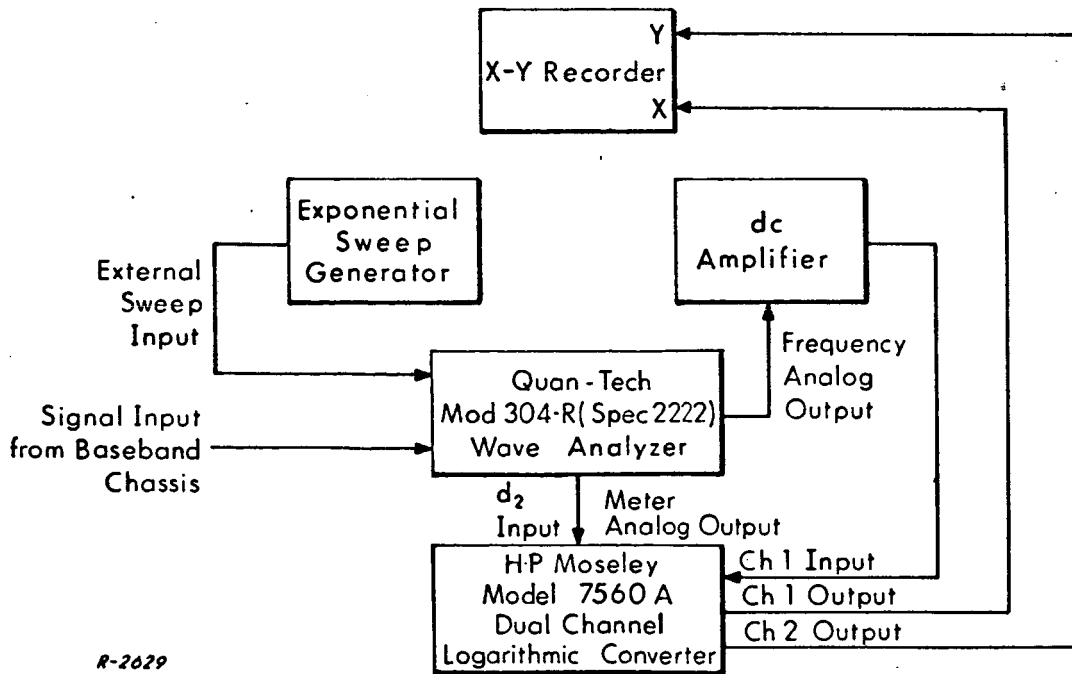 Y
X-Y Recorder
X
Exponential
Sweep
Generator
dc
Amplifier
External
Sweep
Input
Frequency
Analog
Output
Quan-Tech
Mod 304-R(Spec 2222)
Wave Analyzer
Signal Input
from Baseband
Chassis
d2
Input
Meter
Analog Output
H·P Moseley
Model 7560 A
Dual Channel
Logarithmic Converter
Ch 1 Input
Ch 1 Output
Ch 2 Output
R-2629